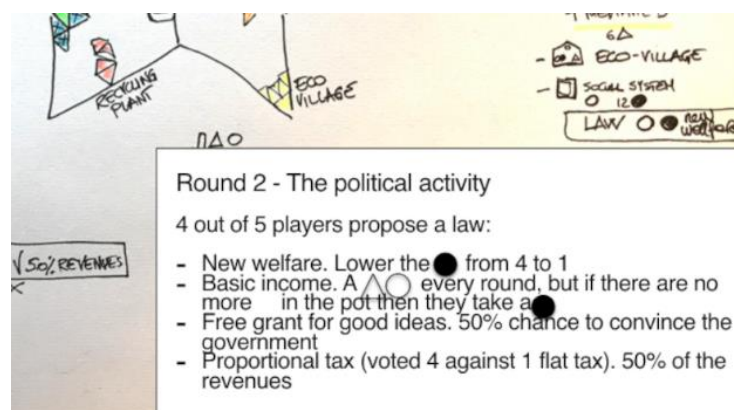 RECYCLING
PLANT
ECO
VILLAGE
6
ECO-VILLAGE
SOCIAL SYSTEM
12
LAW new
√ 50% REVENUES
Round 2 - The political activity
4 out of 5 players propose a law:
- New welfare. Lower the from 4 to 1
- Basic income. A every round, but if there are no
more in the pot then they take a
- Free grant for good ideas. 50% chance to convince the
government
- Proportional tax (voted 4 against 1 flat tax). 50% of the
revenues